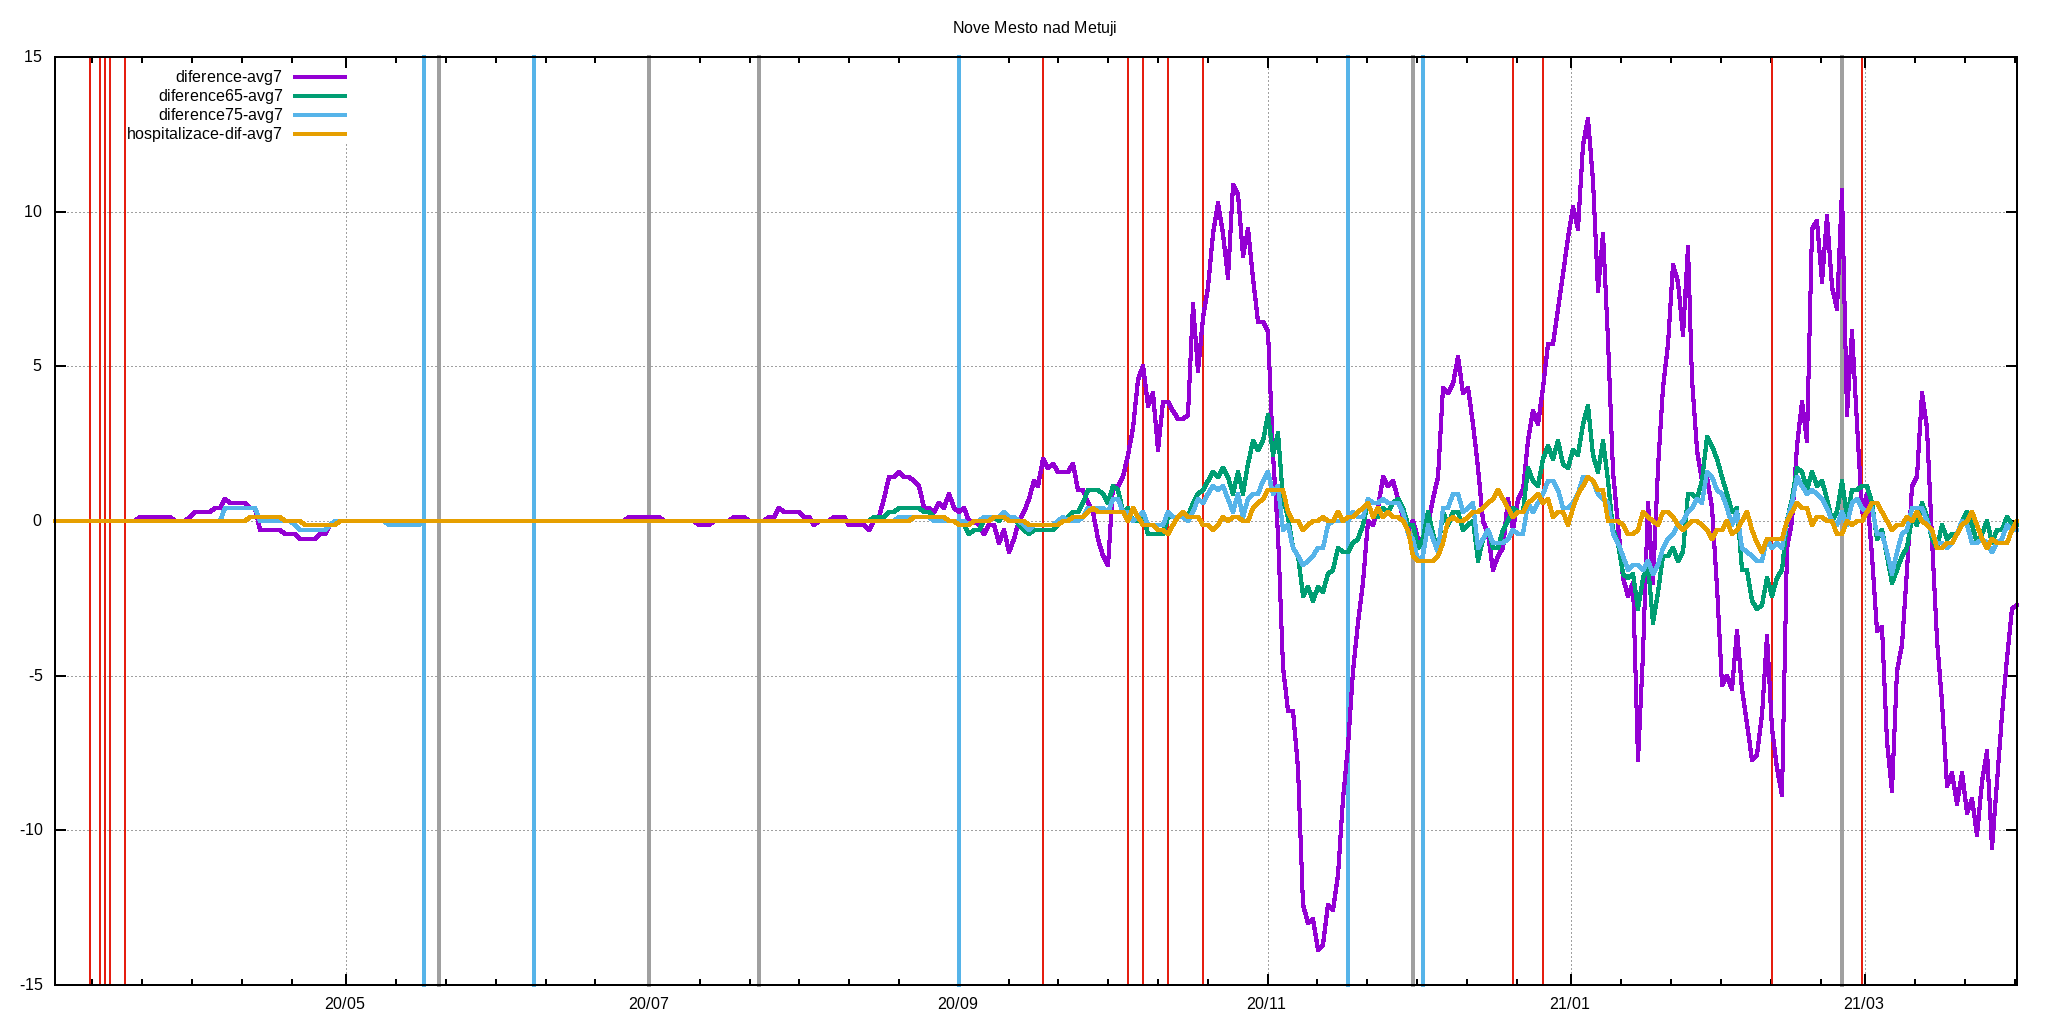 Nove Mesto nad Metuji
15
diference-avg7
diference65-avg7
diference75-avg7
hospitalizace-dif-avg7
10
5
0
-5
-10
-15
20/05 20/07 20/09 20/11 21/01 21/03